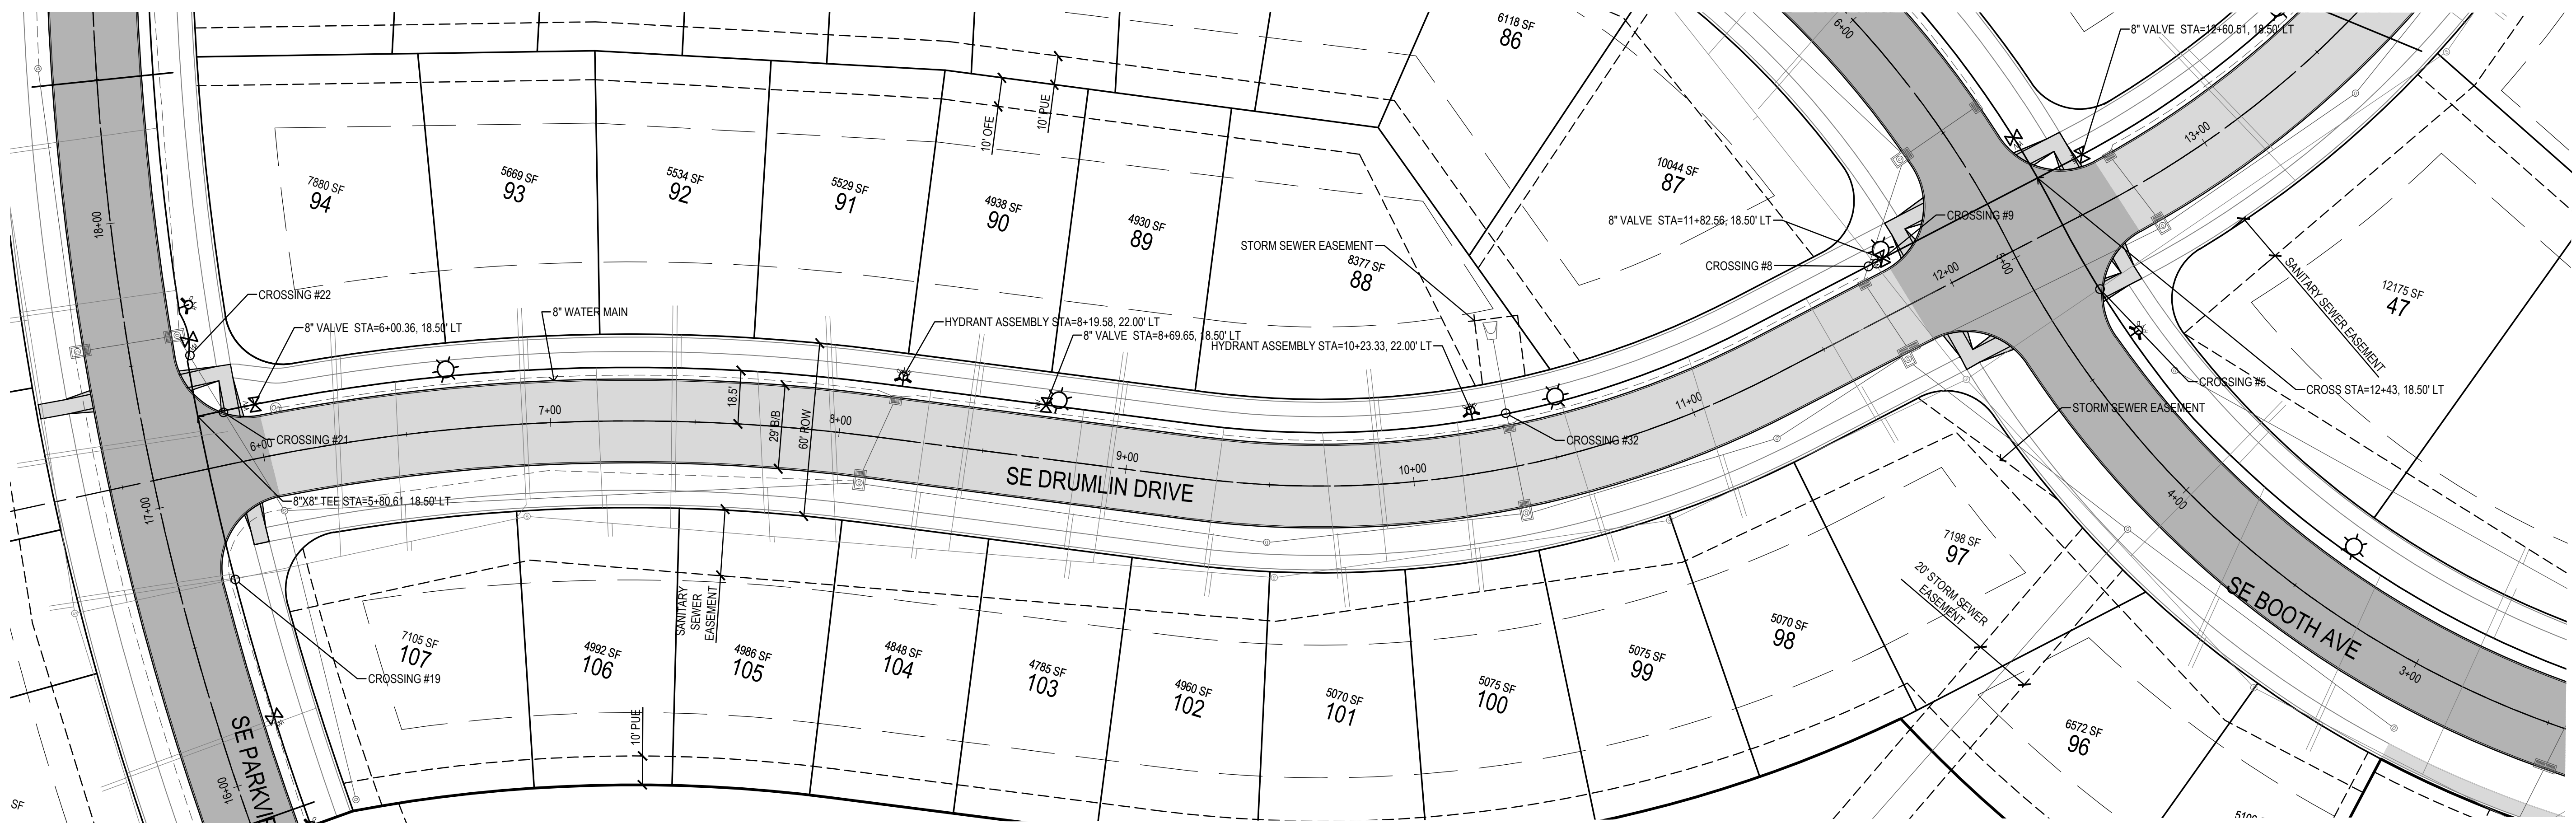 6118 SF
86
6+00
8" VALVE STA=12+60.51, 18.50' LT
10' OFE
10' PUE
13+00
7880 SF
94
5669 SF
93
5534 SF
92
5529 SF
91
4938 SF
90
4930 SF
89
10044 SF
87
18+00
8" VALVE STA=11+82.56, 18.50' LT
CROSSING #9
STORM SEWER EASEMENT
8377 SF
88
CROSSING #8
12+00
5+00
SANITARY SEWER EASEMENT
12175 SF
47
CROSSING #22
8" VALVE STA=6+00.36, 18.50' LT
8" WATER MAIN
HYDRANT ASSEMBLY STA=8+19.58, 22.00' LT
8" VALVE STA=8+69.65, 18.50' LT
HYDRANT ASSEMBLY STA=10+23.33, 22.00' LT
CROSSING #5
CROSS STA=12+43, 18.50' LT
STORM SEWER EASEMENT
18.5'
29' B/B
60' ROW
7+00
8+00
11+00
6+00
CROSSING #21
CROSSING #32
9+00
10+00
SE DRUMLIN DRIVE
8"X8" TEE STA=5+80.61, 18.50' LT
17+00
4+00
7198 SF
97
20' STORM SEWER
EASEMENT
SE BOOTH AVE
3+00
SANITARY
SEWER
EASEMENT
7105 SF
107
4992 SF
106
4986 SF
105
4848 SF
104
4785 SF
103
4960 SF
102
5070 SF
101
5075 SF
100
5075 SF
99
5070 SF
98
CROSSING #19
10' PUE
6572 SF
96
SE PARKVIE
16+00
SF